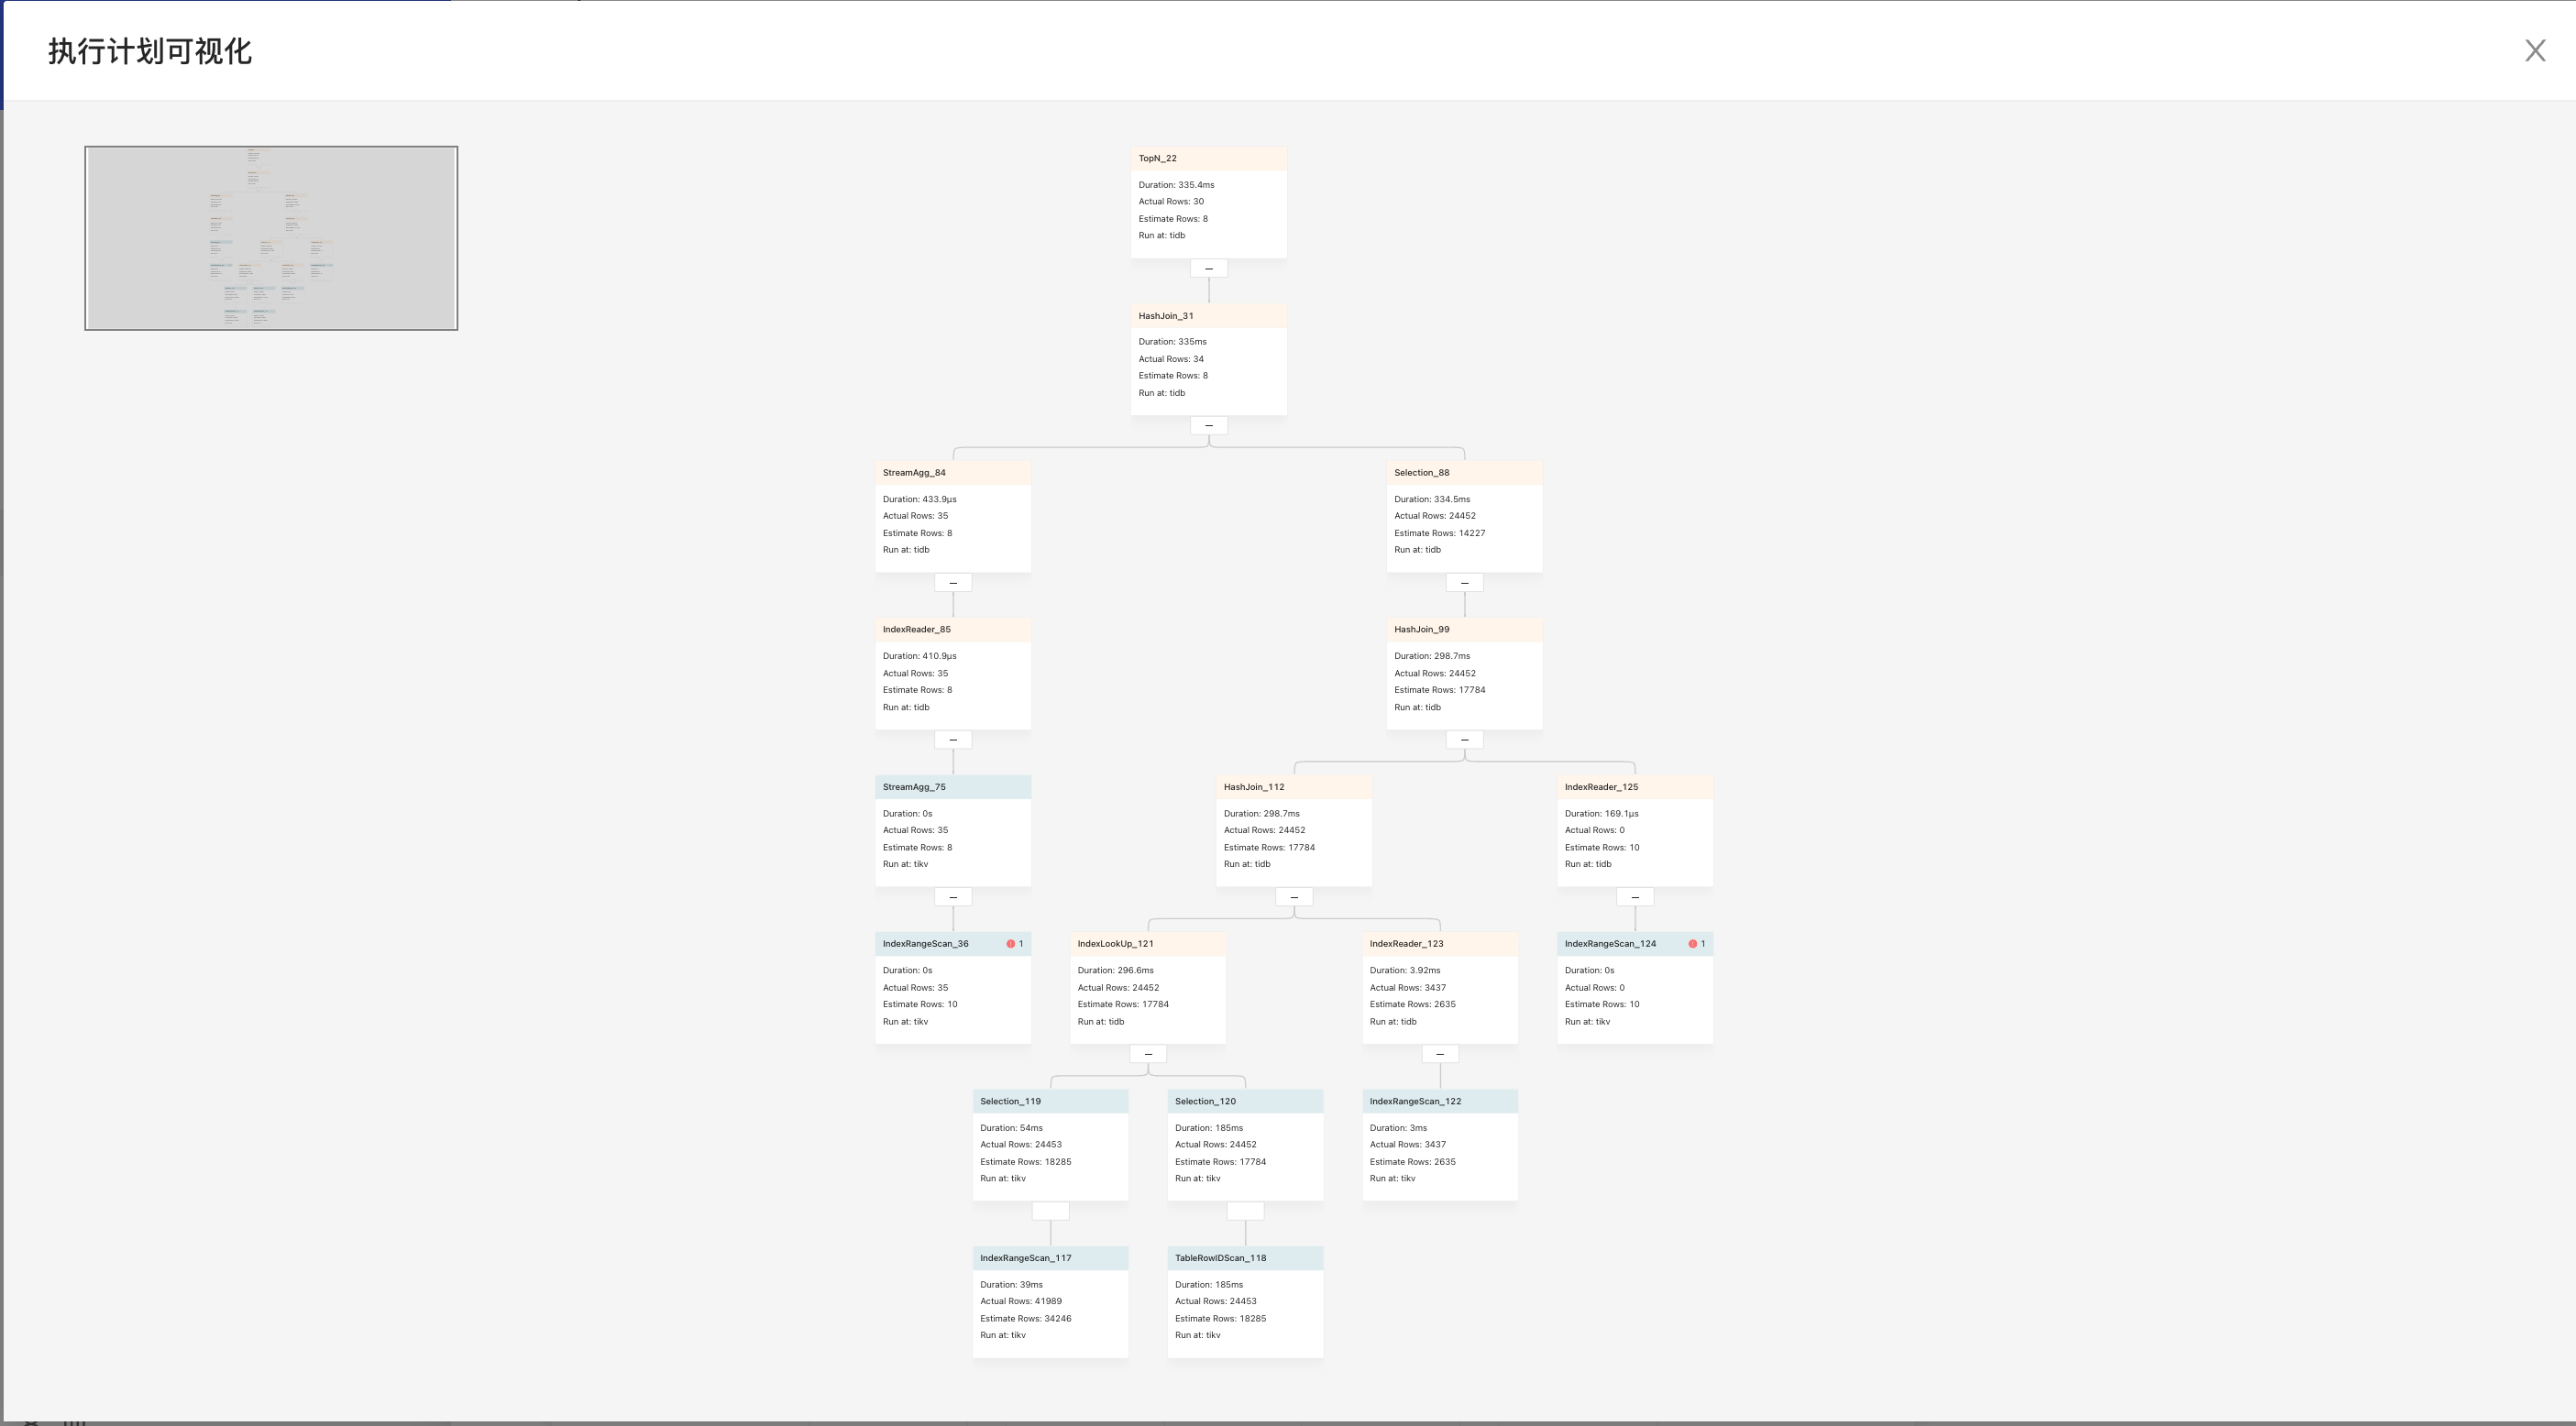 执行计划可视化
TopN_22
Duration: 335.4ms
Actual Rows: 30
Estimate Rows: 8
Run at: tidb
HashJoin_31
Duration: 335ms
Actual Rows: 34
Estimate Rows: 8
Run at: tidb
StreamAgg_84
Duration: 433.9µs
Actual Rows: 35
Estimate Rows: 8
Run at: tidb
Selection_88
Duration: 334.5ms
Actual Rows: 24452
Estimate Rows: 14227
Run at: tidb
IndexReader_85
Duration: 410.9µs
Actual Rows: 35
Estimate Rows: 8
Run at: tidb
HashJoin_99
Duration: 298.7ms
Actual Rows: 24452
Estimate Rows: 17784
Run at: tidb
StreamAgg_75
Duration: 0s
Actual Rows: 35
Estimate Rows: 8
Run at: tikv
HashJoin_112
Duration: 298.7ms
Actual Rows: 24452
Estimate Rows: 17784
Run at: tidb
IndexReader_125
Duration: 169.1µs
Actual Rows: 0
Estimate Rows: 10
Run at: tidb
IndexRangeScan_36 1
Duration: 0s
Actual Rows: 35
Estimate Rows: 10
Run at: tikv
IndexLookUp_121
Duration: 296.6ms
Actual Rows: 24452
Estimate Rows: 17784
Run at: tidb
IndexReader_123
Duration: 3.92ms
Actual Rows: 3437
Estimate Rows: 2635
Run at: tidb
IndexRangeScan_124 1
Duration: 0s
Actual Rows: 0
Estimate Rows: 10
Run at: tikv
Selection_119
Duration: 54ms
Actual Rows: 24453
Estimate Rows: 18285
Run at: tikv
Selection_120
Duration: 185ms
Actual Rows: 24452
Estimate Rows: 17784
Run at: tikv
IndexRangeScan_122
Duration: 3ms
Actual Rows: 3437
Estimate Rows: 2635
Run at: tikv
IndexRangeScan_117
Duration: 39ms
Actual Rows: 41989
Estimate Rows: 34246
Run at: tikv
TableRowIDScan_118
Duration: 185ms
Actual Rows: 24453
Estimate Rows: 18285
Run at: tikv